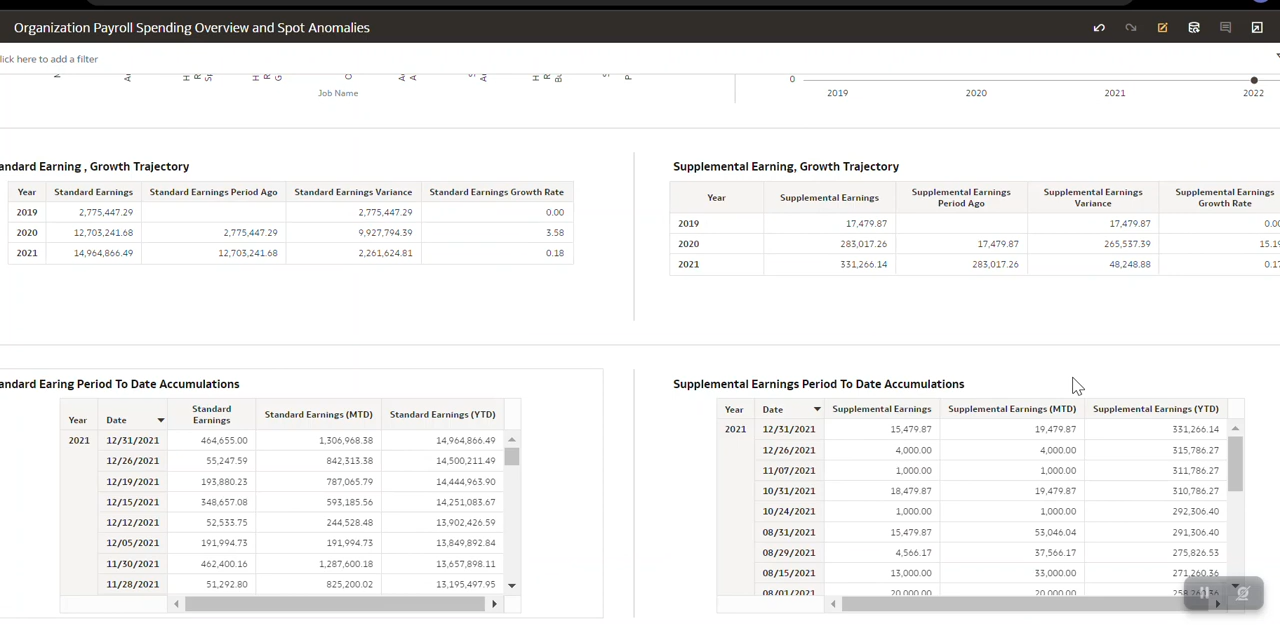 Organization Payroll Spending Overview and Spot Anomalies
lick here to add a filter
Job Name
0
2019 2020 2021 2022
andard Earning , Growth Trajectory
Year Standard Earnings Standard Earnings Period Ago Standard Earnings Variance Standard Earnings Growth Rate
2019 2,775,447.29 2,775,447.29 0.00
2020 12,703,241.68 2,775,447.29 9,927,794.39 3.58
2021 14,964,866.49 12,703,241.68 2,261,624.81 0.18
Supplemental Earning, Growth Trajectory
Year Supplemental Earnings Supplemental Earnings Period Ago Supplemental Earnings Variance Supplemental Earnings Growth Rate
2019 17,479.87 17,479.87 0.00
2020 283,017.26 17,479.87 265,537.39 15.19
2021 331,266.14 283,017.26 48,248.88 0.17
andard Earing Period To Date Accumulations
Year Date Standard Earnings Standard Earnings (MTD) Standard Earnings (YTD)
2021 12/31/2021 464,655.00 1,306,968.38 14,964,866.49
12/26/2021 55,247.59 842,313.38 14,500,211.49
12/19/2021 193,880.23 787,065.79 14,444,963.90
12/15/2021 348,657.08 593,185.56 14,251,083.67
12/12/2021 52,533.75 244,528.48 13,902,426.59
12/05/2021 191,994.73 191,994.73 13,849,892.84
11/30/2021 462,400.16 1,287,600.18 13,657,898.11
11/28/2021 51,292.80 825,200.02 13,195,497.95
Supplemental Earnings Period To Date Accumulations
Year Date Supplemental Earnings Supplemental Earnings (MTD) Supplemental Earnings (YTD)
2021 12/31/2021 15,479.87 19,479.87 331,266.14
12/26/2021 4,000.00 4,000.00 315,786.27
11/07/2021 1,000.00 1,000.00 311,786.27
10/31/2021 18,479.87 19,479.87 310,786.27
10/24/2021 1,000.00 1,000.00 292,306.40
08/31/2021 15,479.87 53,046.04 291,306.40
08/29/2021 4,566.17 37,566.17 275,826.53
08/15/2021 13,000.00 33,000.00 271,260.36
08/01/2021 20,000.00 20,000.00 258,260.36